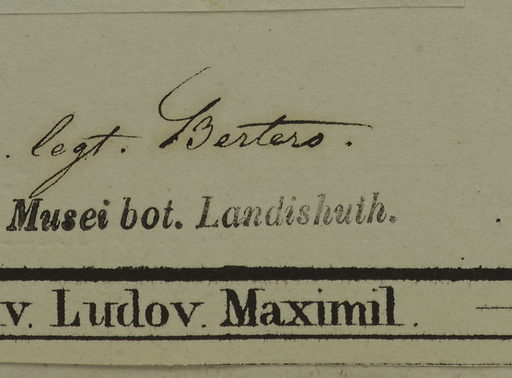 . legt. Bertero.
Musei bot. Landishuth.
v. Ludov. Maximil.